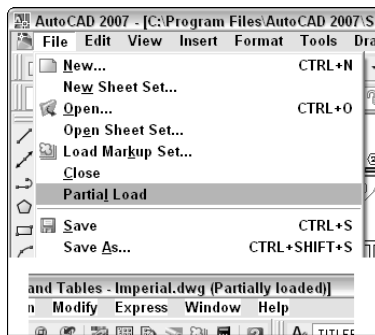 AutoCAD 2007 - [C:\Program Files\AutoCAD 2007\S
File Edit View Insert Format Tools Dra
New... CTRL+N
New Sheet Set...
Open... CTRL+O
Open Sheet Set...
Load Markup Set...
Close
Partial Load
Save CTRL+S
Save As... CTRL+SHIFT+S
and Tables - Imperial.dwg (Partially loaded)]
n Modify Express Window Help
A TITLE